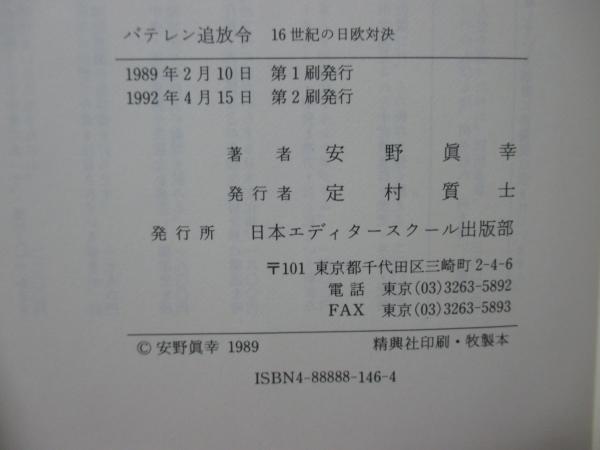 バテレン追放令 16世紀の日欧対決
1989年2月10日 第1刷発行
1992年4月15日 第2刷発行
著者 安野眞幸
発行者 定村質士
発行所 日本エディタースクール出版部
〒101 東京都千代田区三崎町2-4-6
電話 東京(03)3263-5892
FAX 東京(03)3263-5893
© 安野眞幸 1989 精興社印刷・牧製本
ISBN4-88888-146-4